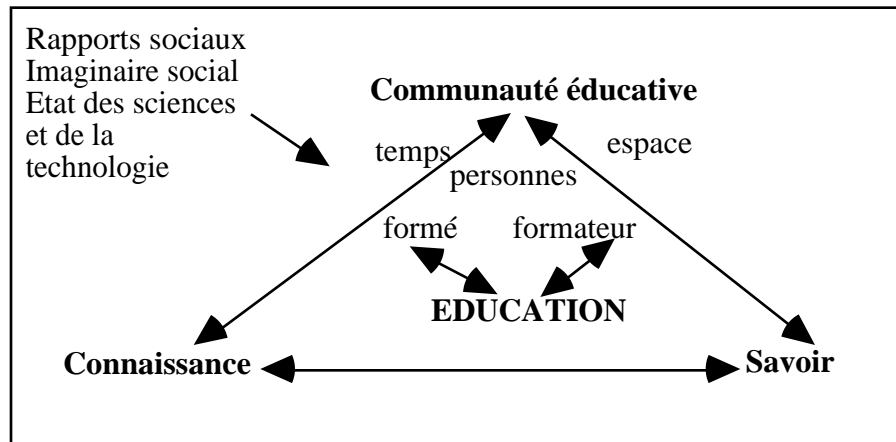 Rapports sociaux
Imaginaire social
Etat des sciences
et de la
technologie
Communauté éducative
temps
espace
personnes
formé
formateur
EDUCATION
Connaissance
Savoir